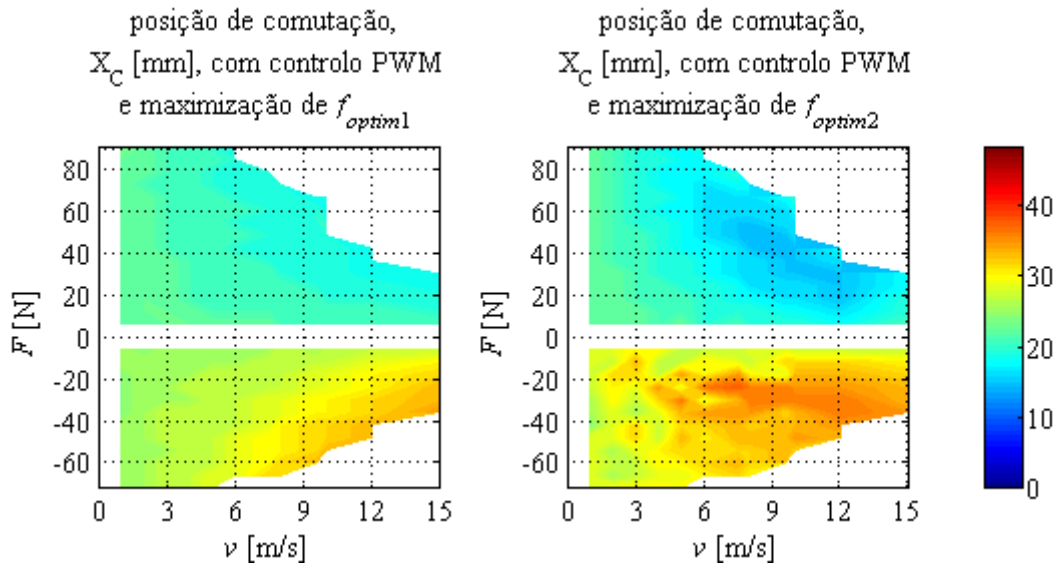 posição de comutação,
X_C [mm], com controlo PWM
e maximização de f_optim1
80
60
40
20
0
-20
-40
-60
F [N]
0 3 6 9 12 15
v [m/s]
posição de comutação,
X_C [mm], com controlo PWM
e maximização de f_optim2
80
60
40
20
0
-20
-40
-60
F [N]
0 3 6 9 12 15
v [m/s]
40
30
20
10
0